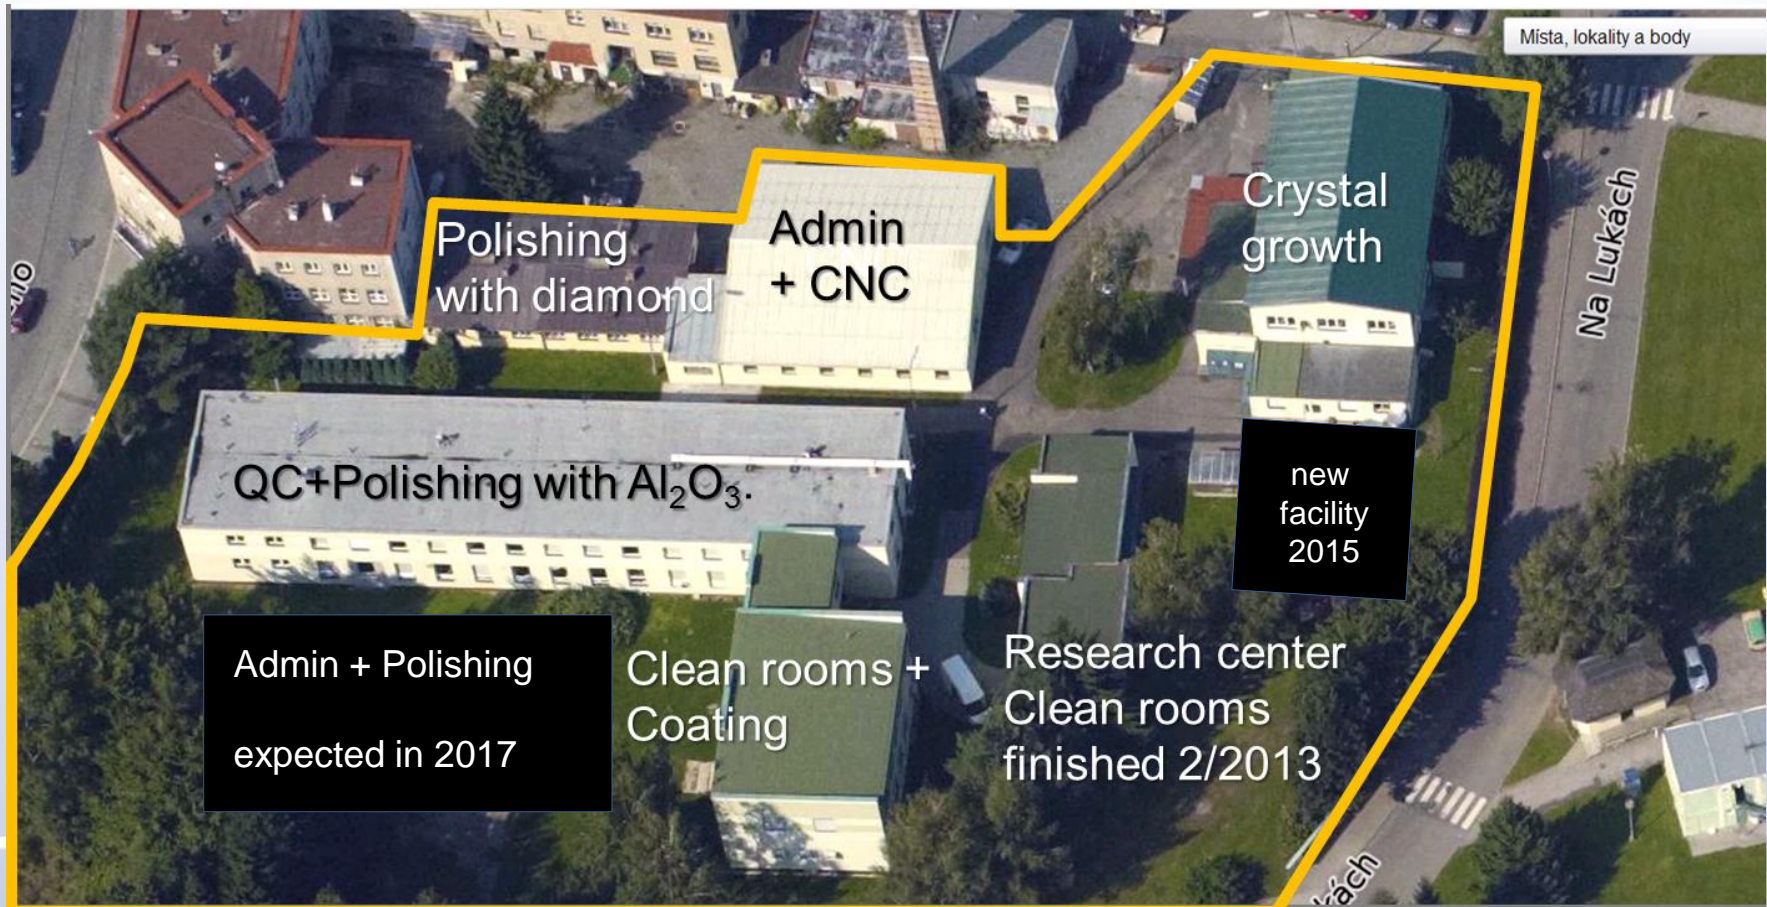 Místa, lokality a body
Crystal
growth
Na Lukách
Polishing
with diamond
Admin
+ CNC
QC+Polishing with Al₂O₃.
new
facility
2015
Admin + Polishing
expected in 2017
Clean rooms +
Coating
Research center
Clean rooms
finished 2/2013